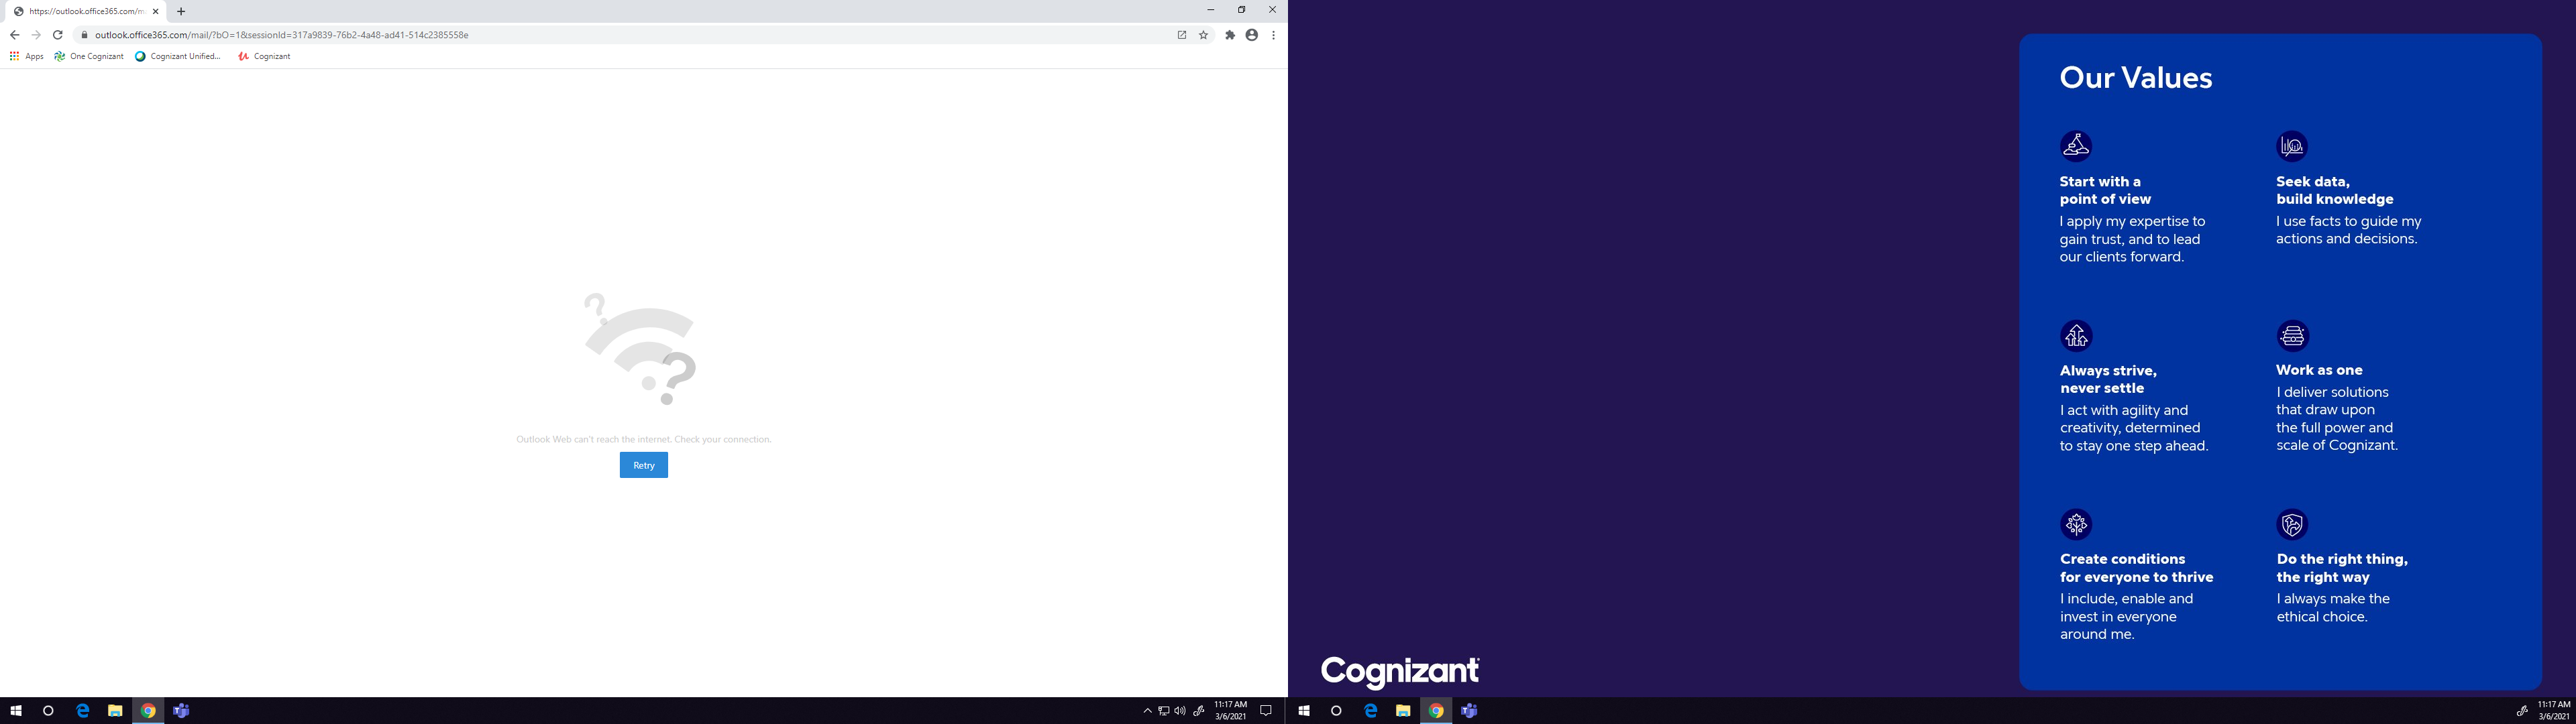 https://outlook.office365.com/m
outlook.office365.com/mail/?bO=1&sessionId=317a9839-76b2-4a48-ad41-514c2385558e
Apps
One Cognizant
Cognizant Unified...
Cognizant
Outlook Web can't reach the internet. Check your connection.
Retry
11:17 AM
3/6/2021
Our Values
Start with a
point of view
I apply my expertise to
gain trust, and to lead
our clients forward.
Seek data,
build knowledge
I use facts to guide my
actions and decisions.
Always strive,
never settle
I act with agility and
creativity, determined
to stay one step ahead.
Work as one
I deliver solutions
that draw upon
the full power and
scale of Cognizant.
Create conditions
for everyone to thrive
I include, enable and
invest in everyone
around me.
Do the right thing,
the right way
I always make the
ethical choice.
Cognizant
11:17 AM
3/6/2021